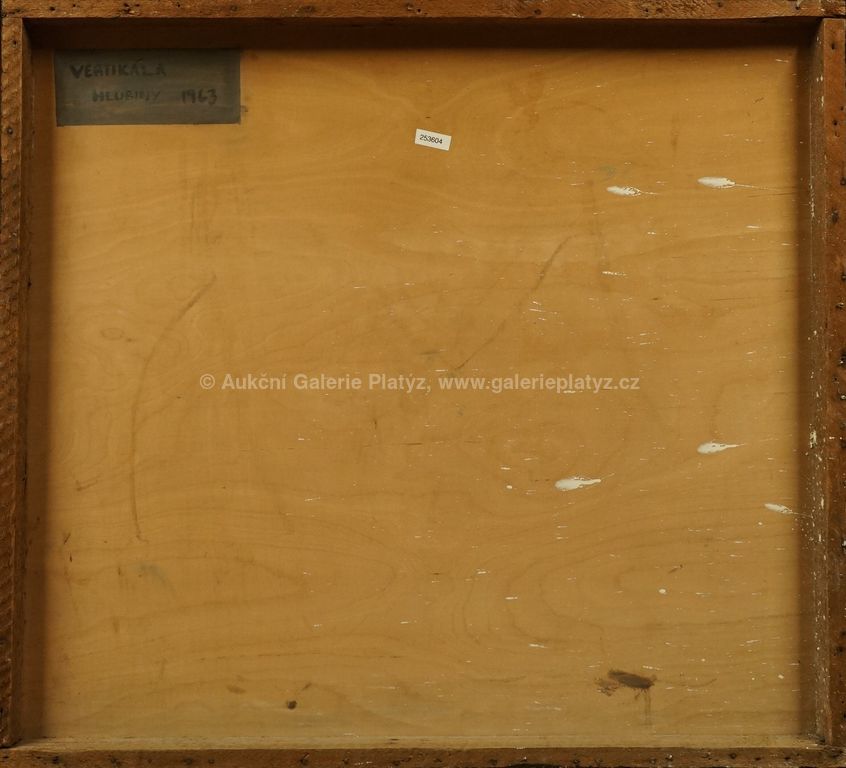 VERTIKÁLA
HLUBINY 1963
253604
© Aukční Galerie Platýz, www.galerieplatyz.cz